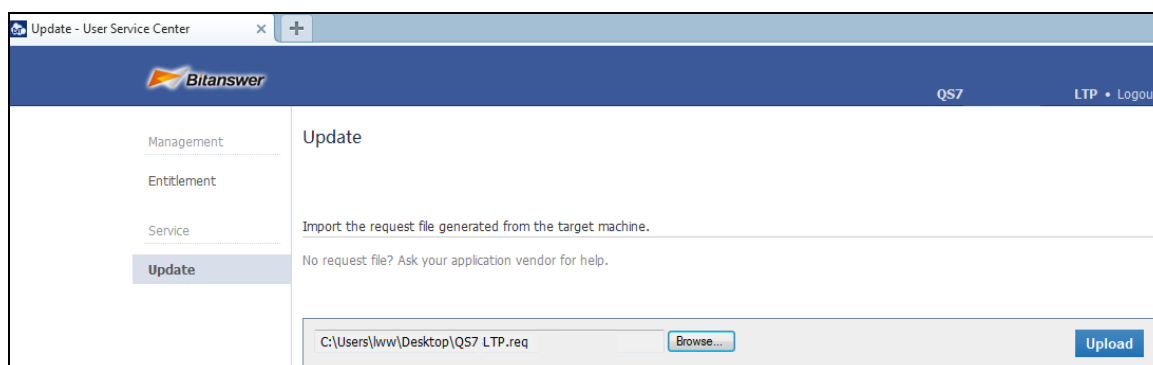 Update - User Service Center
Bitanswer
QS7 LTP • Logou
Management
Update
Entitlement
Import the request file generated from the target machine.
Service
No request file? Ask your application vendor for help.
Update
C:\Users\lww\Desktop\QS7 LTP.req Browse... Upload